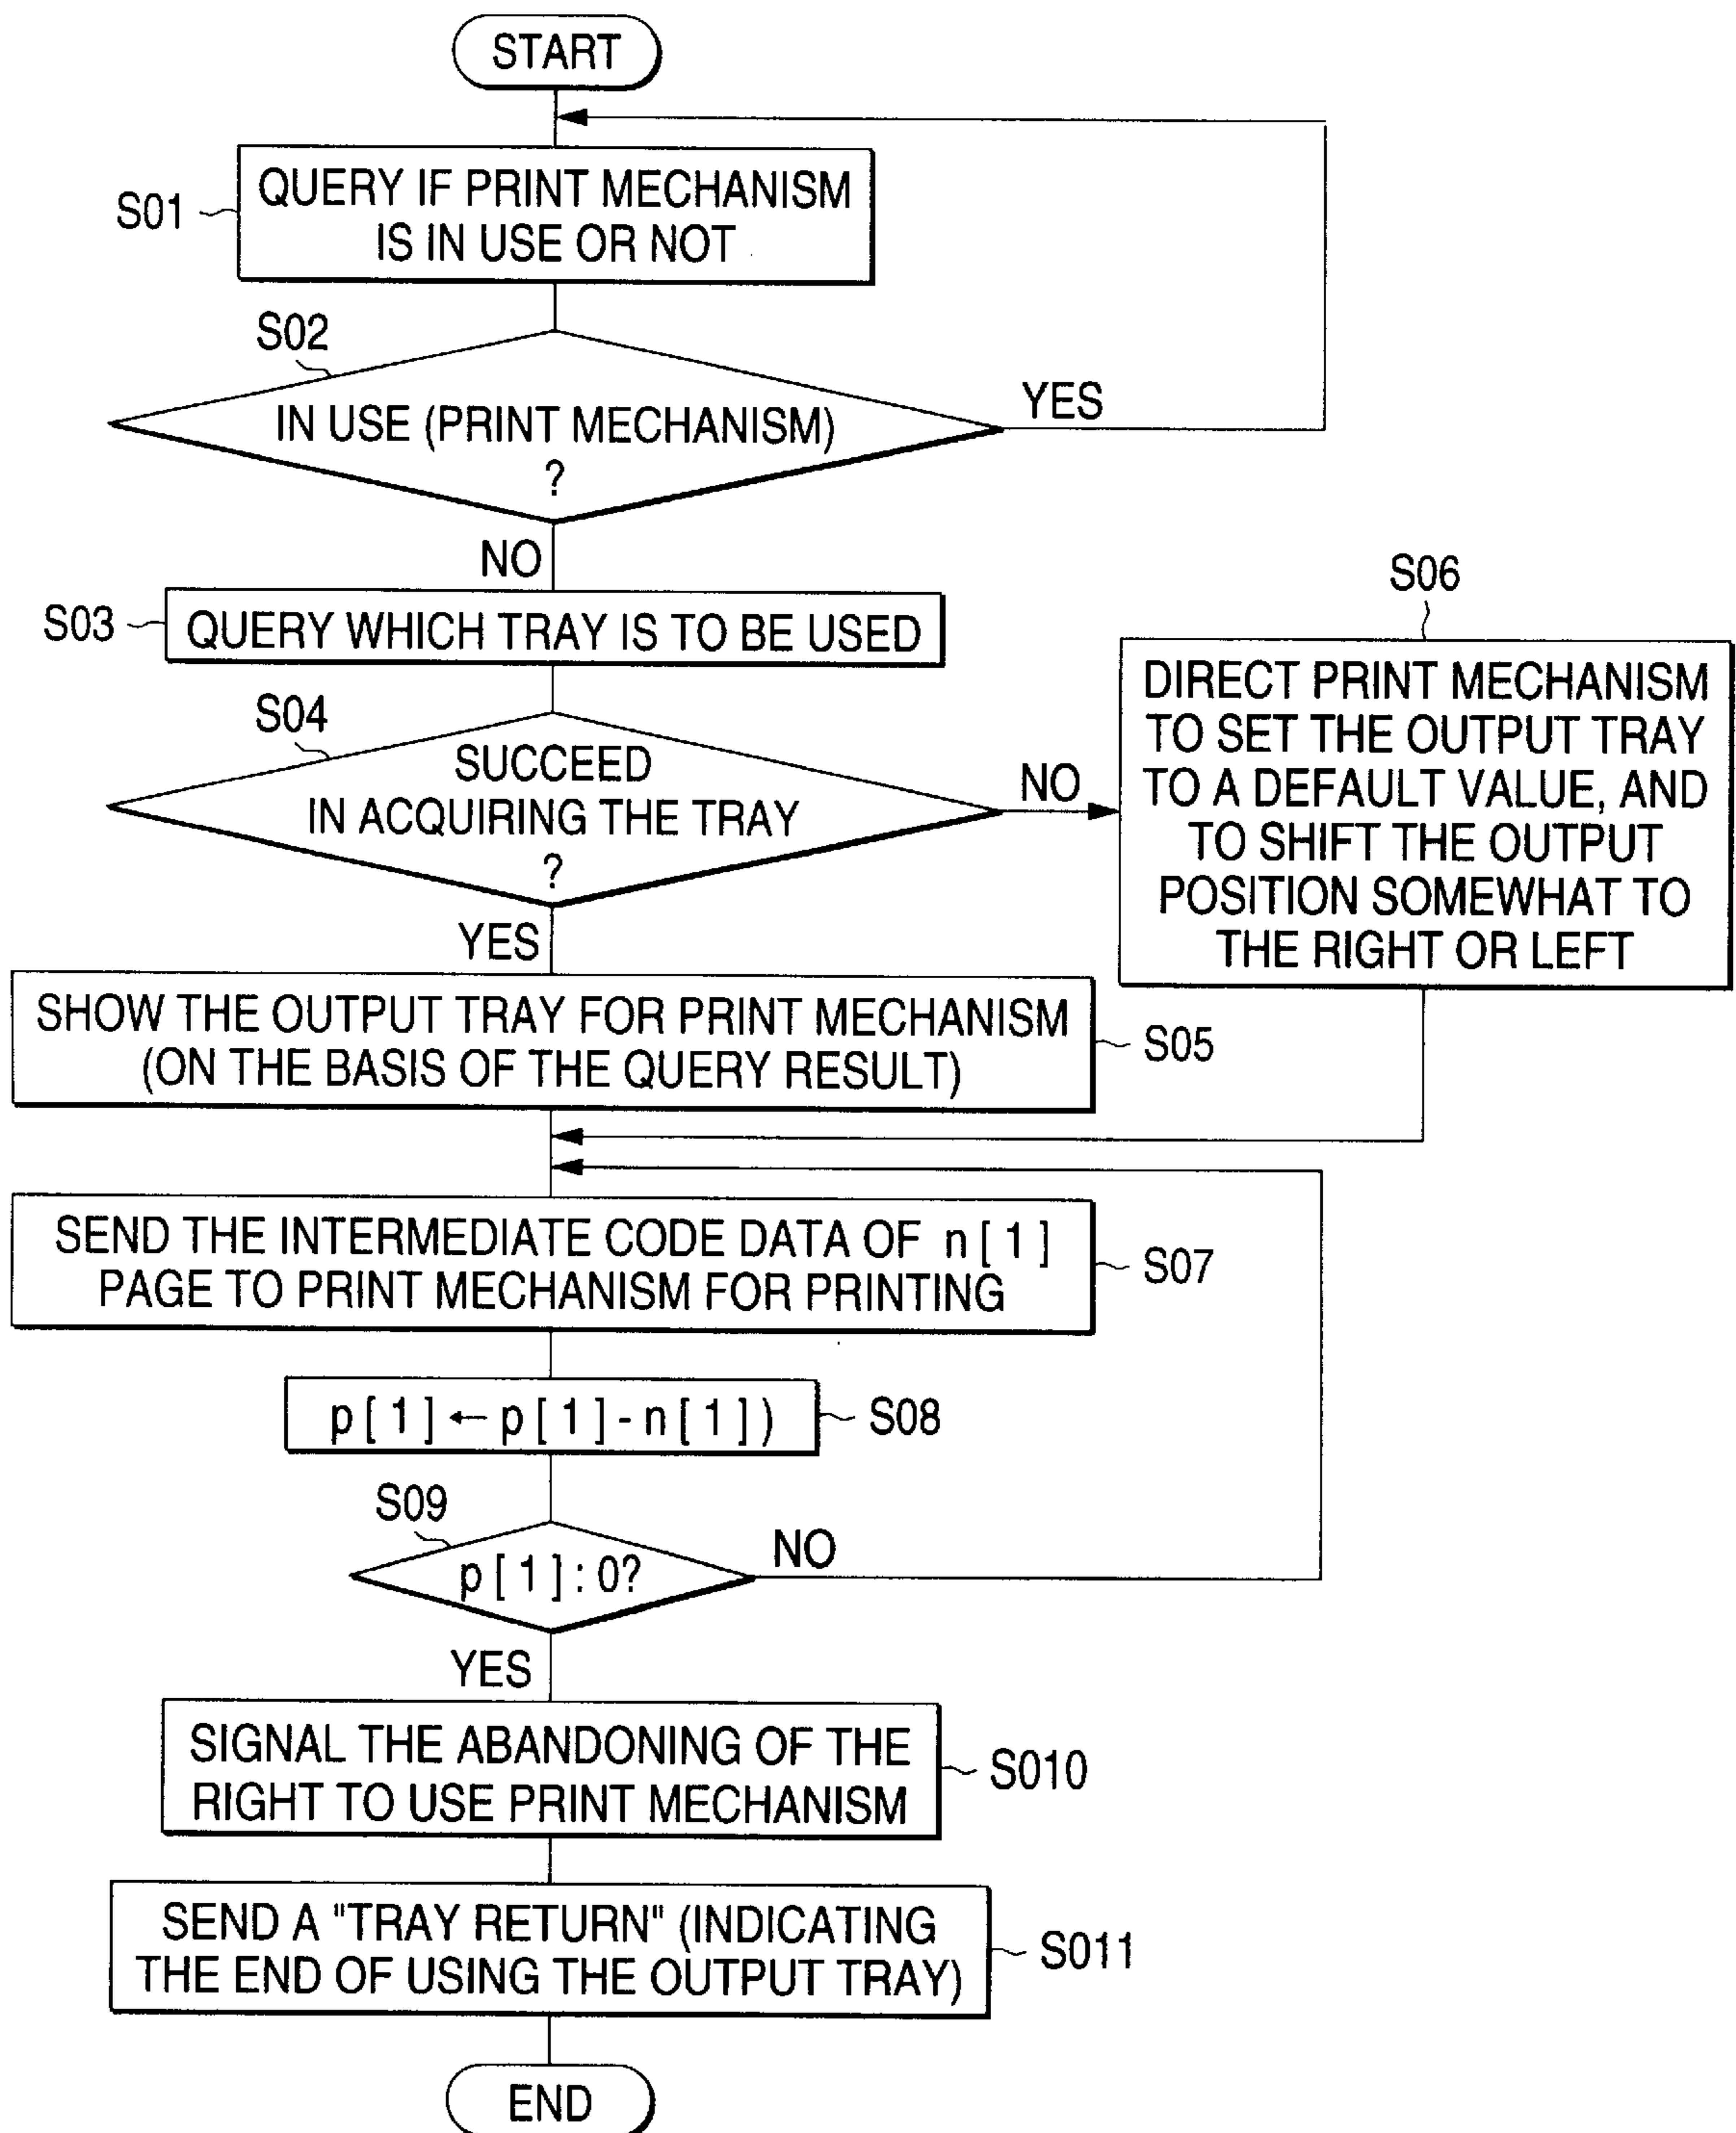 START
S01
QUERY IF PRINT MECHANISM
IS IN USE OR NOT
S02
IN USE (PRINT MECHANISM)
?
YES
NO
S03
QUERY WHICH TRAY IS TO BE USED
S04
SUCCEED
IN ACQUIRING THE TRAY
?
NO
YES
S06
DIRECT PRINT MECHANISM
TO SET THE OUTPUT TRAY
TO A DEFAULT VALUE, AND
TO SHIFT THE OUTPUT
POSITION SOMEWHAT TO
THE RIGHT OR LEFT
SHOW THE OUTPUT TRAY FOR PRINT MECHANISM
(ON THE BASIS OF THE QUERY RESULT)
S05
SEND THE INTERMEDIATE CODE DATA OF n [ 1 ]
PAGE TO PRINT MECHANISM FOR PRINTING
S07
p [ 1 ] ← p [ 1 ] - n [ 1 ] )
S08
S09
p [ 1 ] : 0?
NO
YES
SIGNAL THE ABANDONING OF THE
RIGHT TO USE PRINT MECHANISM
S010
SEND A "TRAY RETURN" (INDICATING
THE END OF USING THE OUTPUT TRAY)
S011
END